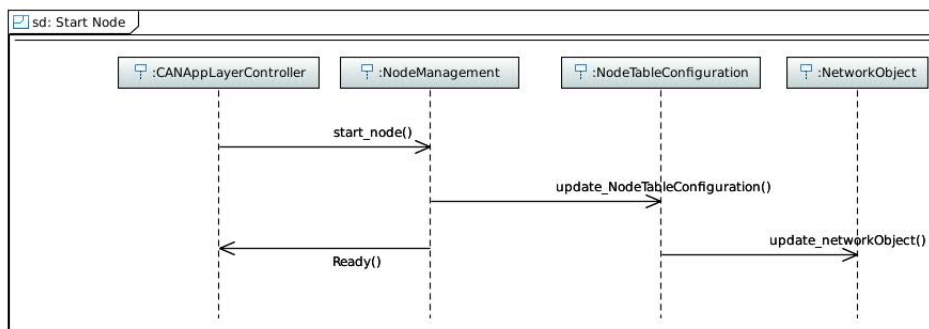 sd: Start Node
:CANAppLayerController
:NodeManagement
:NodeTableConfiguration
:NetworkObject
start_node()
update_NodeTableConfiguration()
update_networkObject()
Ready()